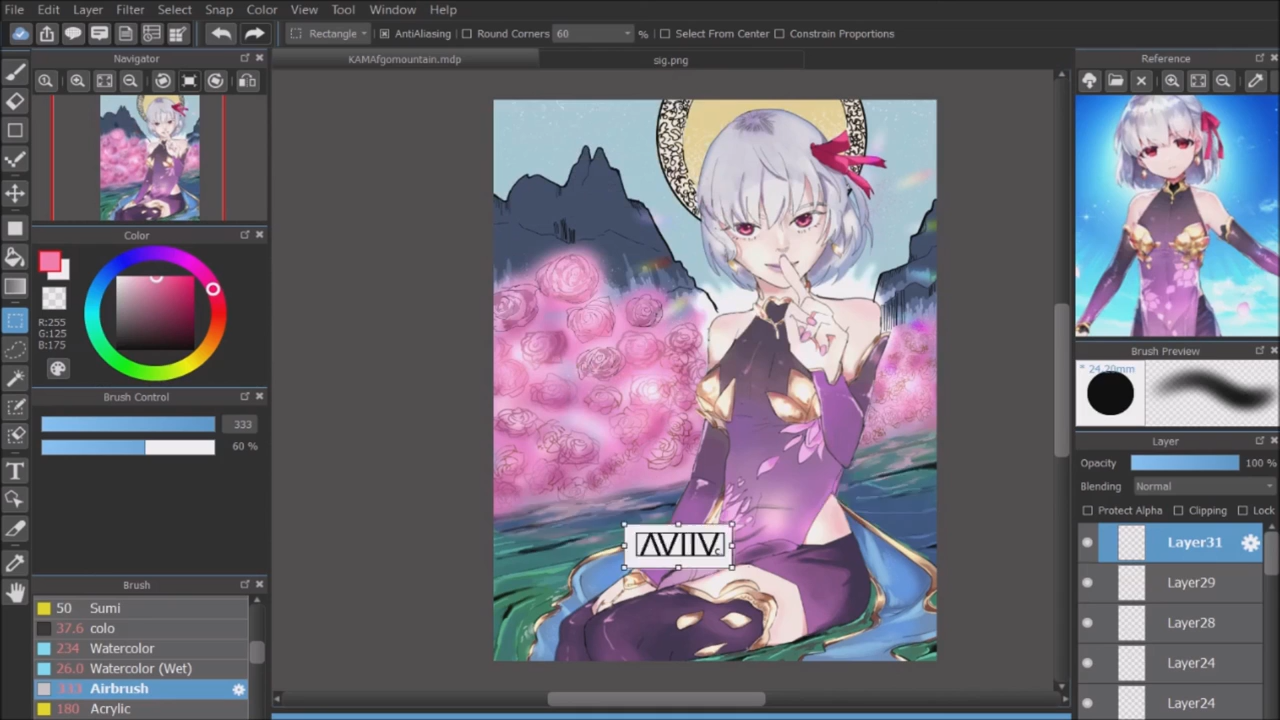 File Edit Layer Filter Select Snap Color View Tool Window Help
Rectangle AntiAliasing Round Corners 60 % Select From Center Constrain Proportions
Navigator
KAMAfgomountain.mdp sig.png
Reference
Color
R:255
G:125
B:175
Brush Control
333
60 %
Brush
50 Sumi
37.6 colo
234 Watercolor
26.0 Watercolor (Wet)
333 Airbrush
180 Acrylic
Brush Preview
* 24.20mm
Layer
Opacity 100 %
Blending Normal
Protect Alpha Clipping Lock
Layer31
Layer29
Layer28
Layer24
Layer24